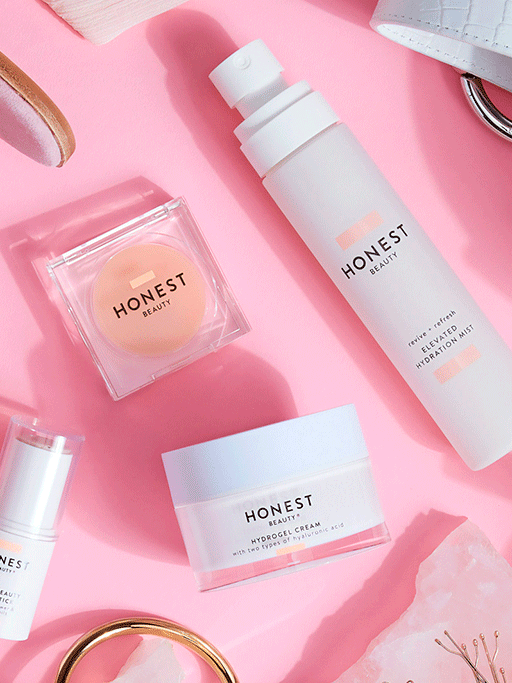 HONEST
BEAUTY
revive + refresh
ELEVATED
HYDRATION MIST
HONEST
BEAUTY
HONEST
BEAUTY®
HYDROGEL CREAM
with two types of hyaluronic acid